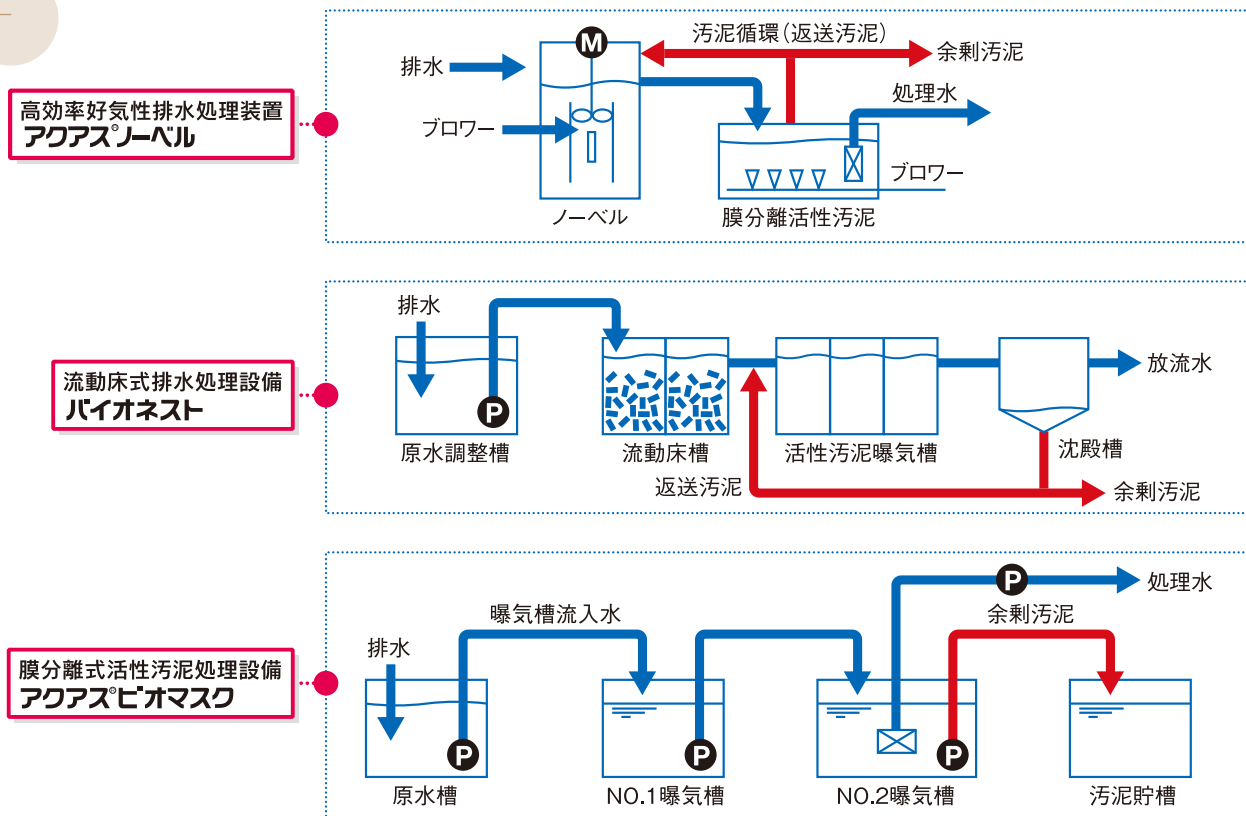 高効率好気性排水処理装置
アクアス°ノーベル
排水
M
汚泥循環(返送汚泥)
余剰汚泥
処理水
ブロワー
ブロワー
ノーベル
膜分離活性汚泥
流動床式排水処理設備
バイオネスト
排水
P
原水調整槽
流動床槽
活性汚泥曝気槽
沈殿槽
放流水
返送汚泥
余剰汚泥
膜分離式活性汚泥処理設備
アクアス°ビオマスク
排水
曝気槽流入水
P
処理水
余剰汚泥
P
P
P
原水槽
NO.1曝気槽
NO.2曝気槽
汚泥貯槽